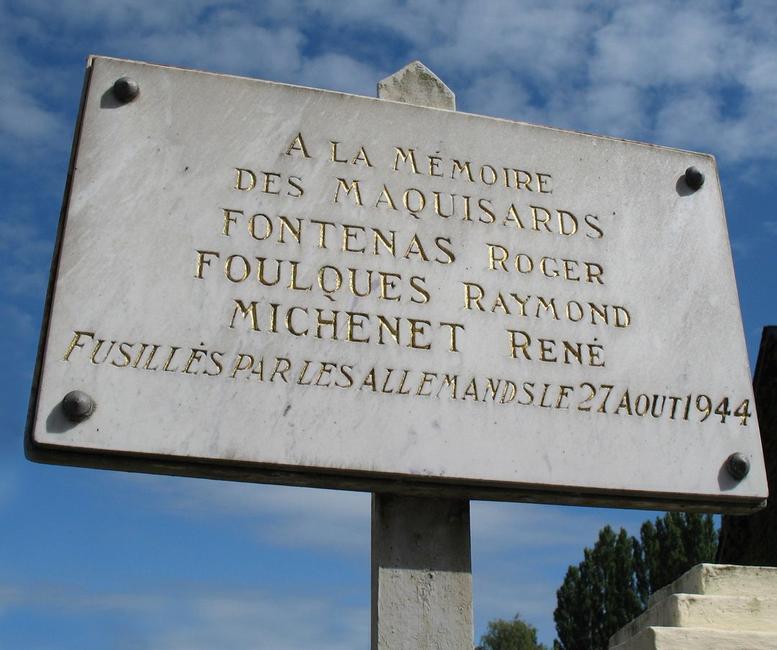 A LA MÉMOIRE
DES MAQUISARDS
FONTENAS ROGER
FOULQUES RAYMOND
MICHENET RENÉ
FUSILLÉS PAR LES ALLEMANDS LE 27 AOUT 1944